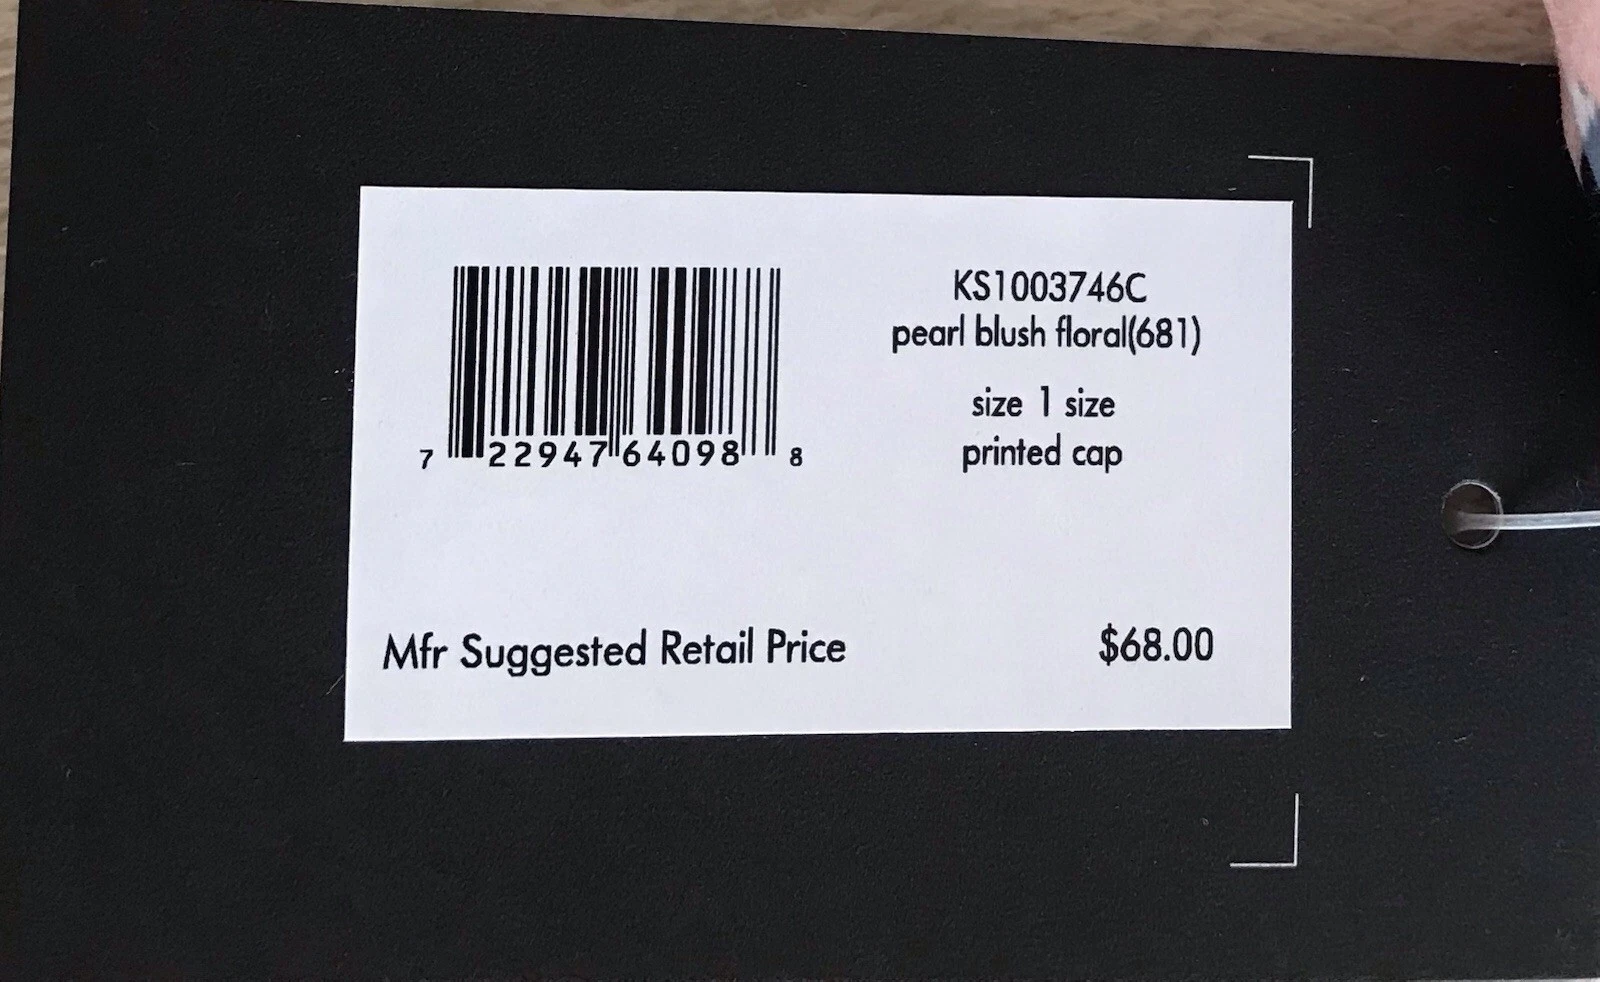 7 22947 64098 8
KS1003746C
pearl blush floral(681)
size 1 size
printed cap
Mfr Suggested Retail Price $68.00